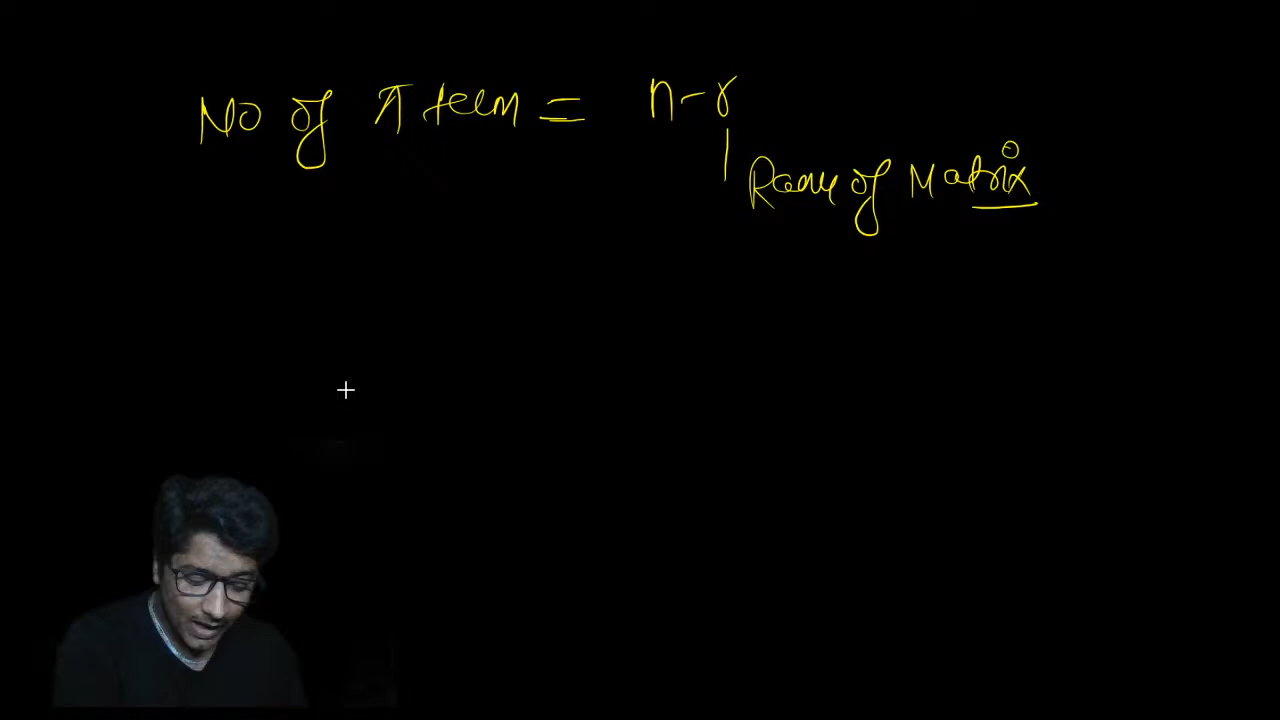 No of π term = n-r
Rank of Matrix